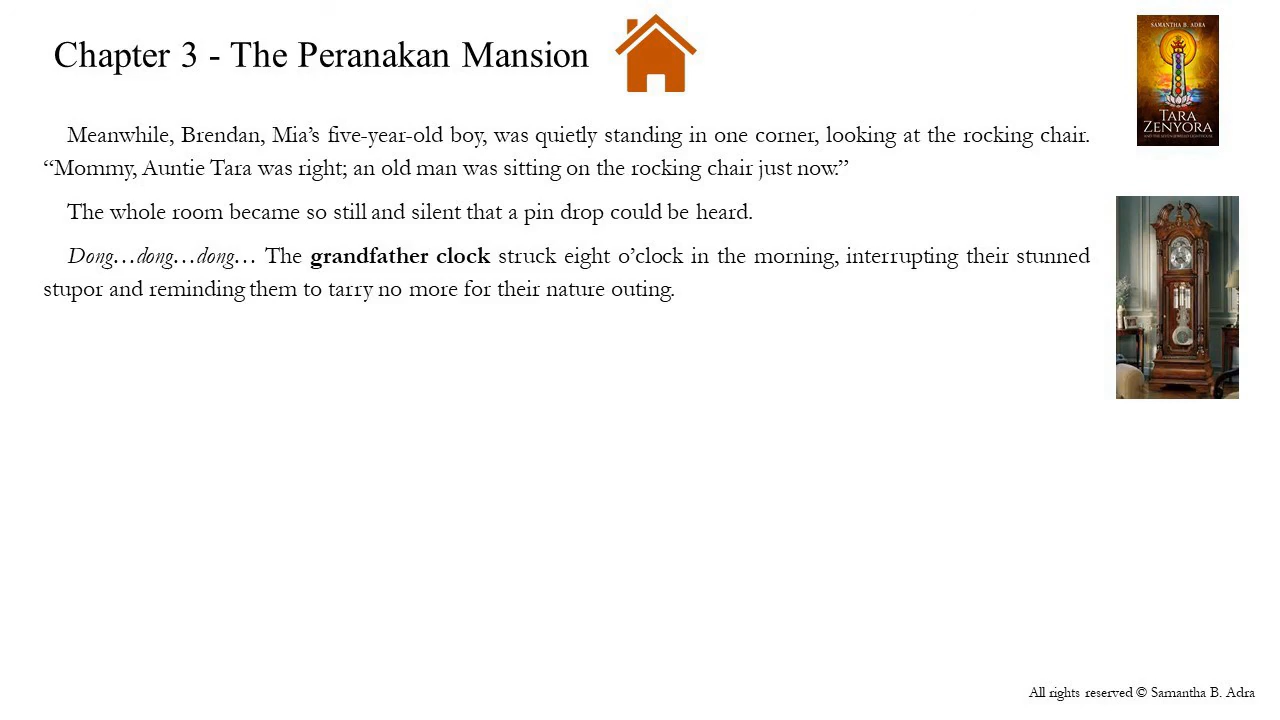 Chapter 3 - The Peranakan Mansion
SAMANTHA B. ADRA
TARA
ZENYORA
Meanwhile, Brendan, Mia’s five-year-old boy, was quietly standing in one corner, looking at the rocking chair.
“Mommy, Auntie Tara was right; an old man was sitting on the rocking chair just now.”
The whole room became so still and silent that a pin drop could be heard.
Dong…dong…dong… The grandfather clock struck eight o’clock in the morning, interrupting their stunned
stupor and reminding them to tarry no more for their nature outing.
All rights reserved © Samantha B. Adra